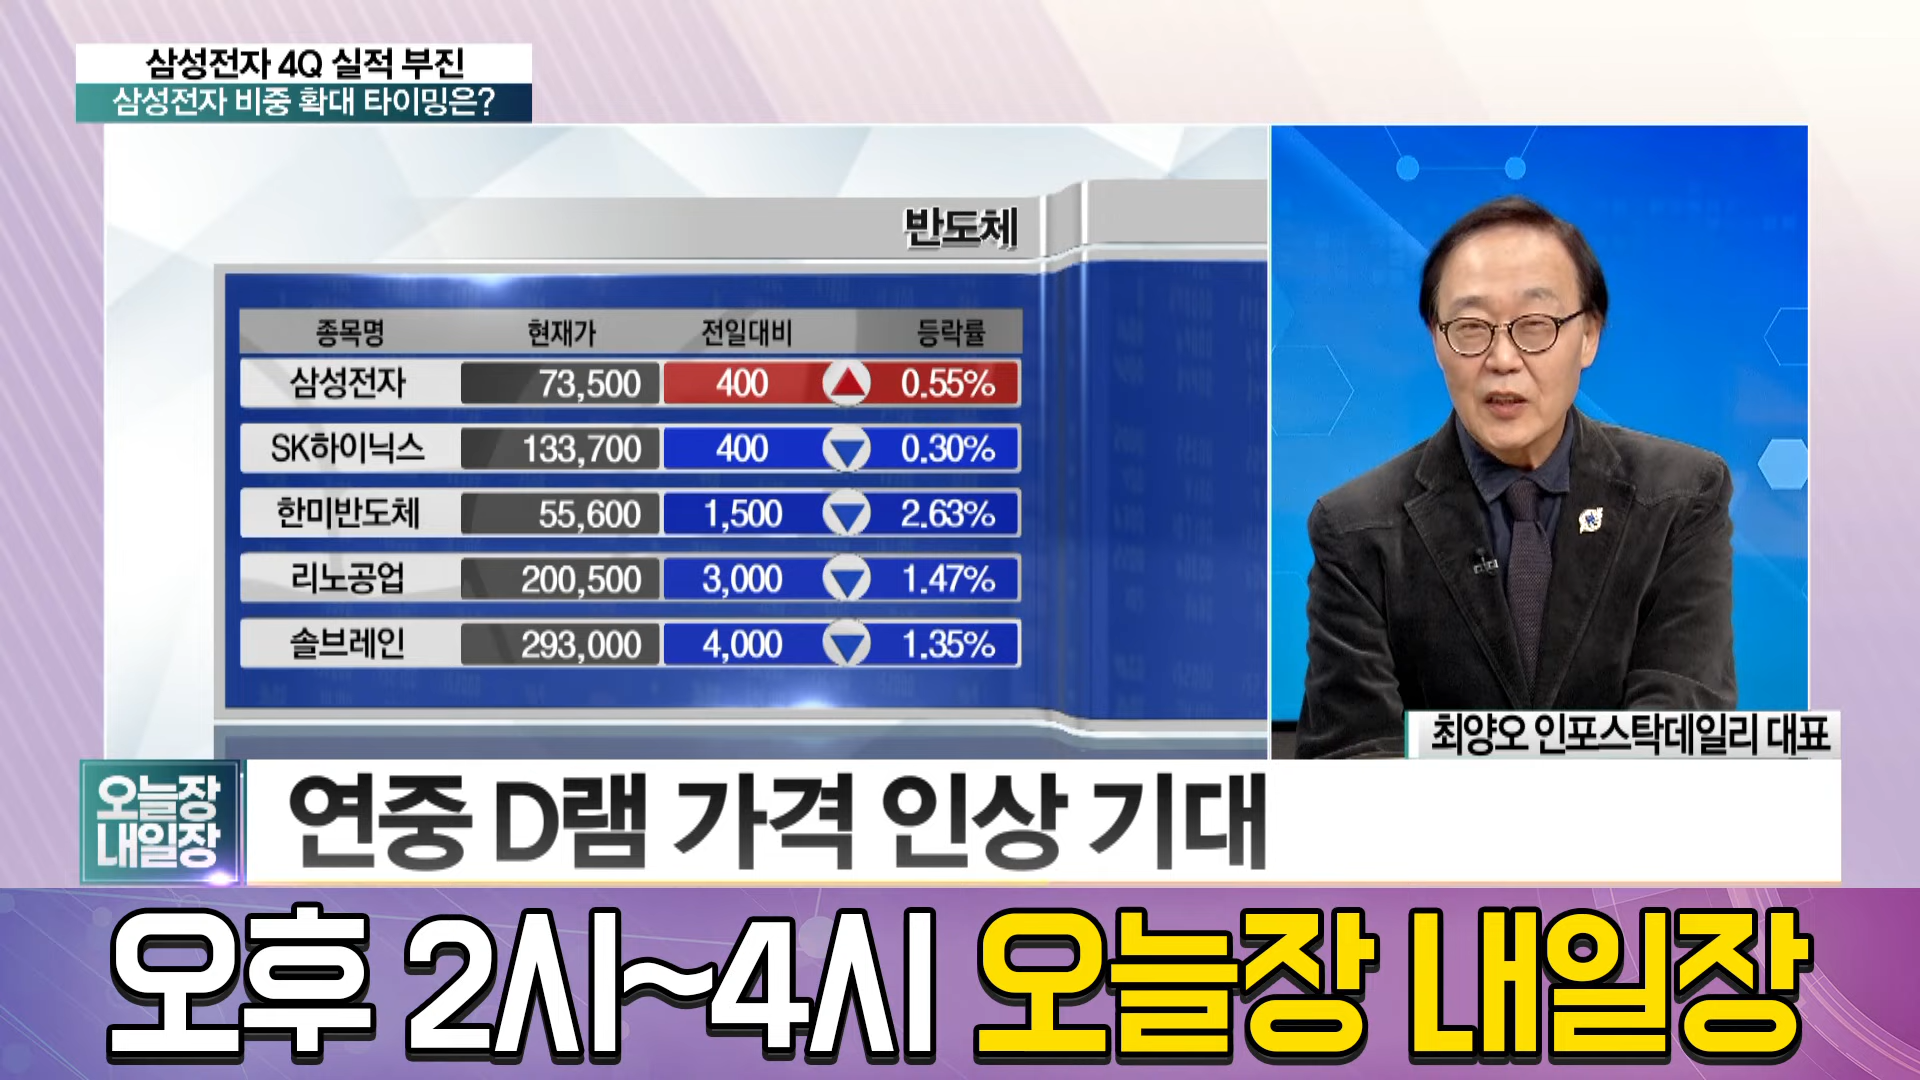 삼성전자 4Q 실적 부진
삼성전자 비중 확대 타이밍은?
반도체
종목명 현재가 전일대비 등락률
삼성전자 73,500 400 ▲ 0.55%
SK하이닉스 133,700 400 ▼ 0.30%
한미반도체 55,600 1,500 ▼ 2.63%
리노공업 200,500 3,000 ▼ 1.47%
솔브레인 293,000 4,000 ▼ 1.35%
최양오 인포스탁데일리 대표
오늘장
내일장
연중 D램 가격 인상 기대
오후 2시~4시 오늘장 내일장